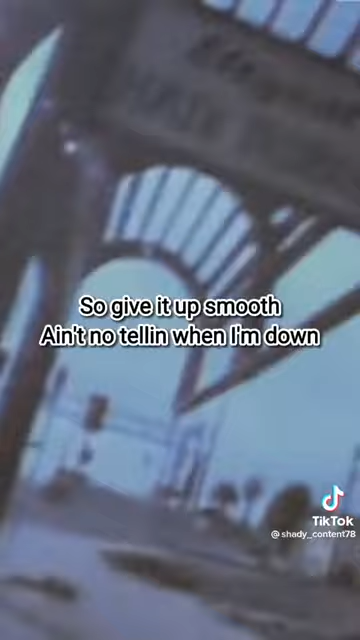 So give it up smooth
Ain't no tellin when I'm down
TikTok
@shady_content78